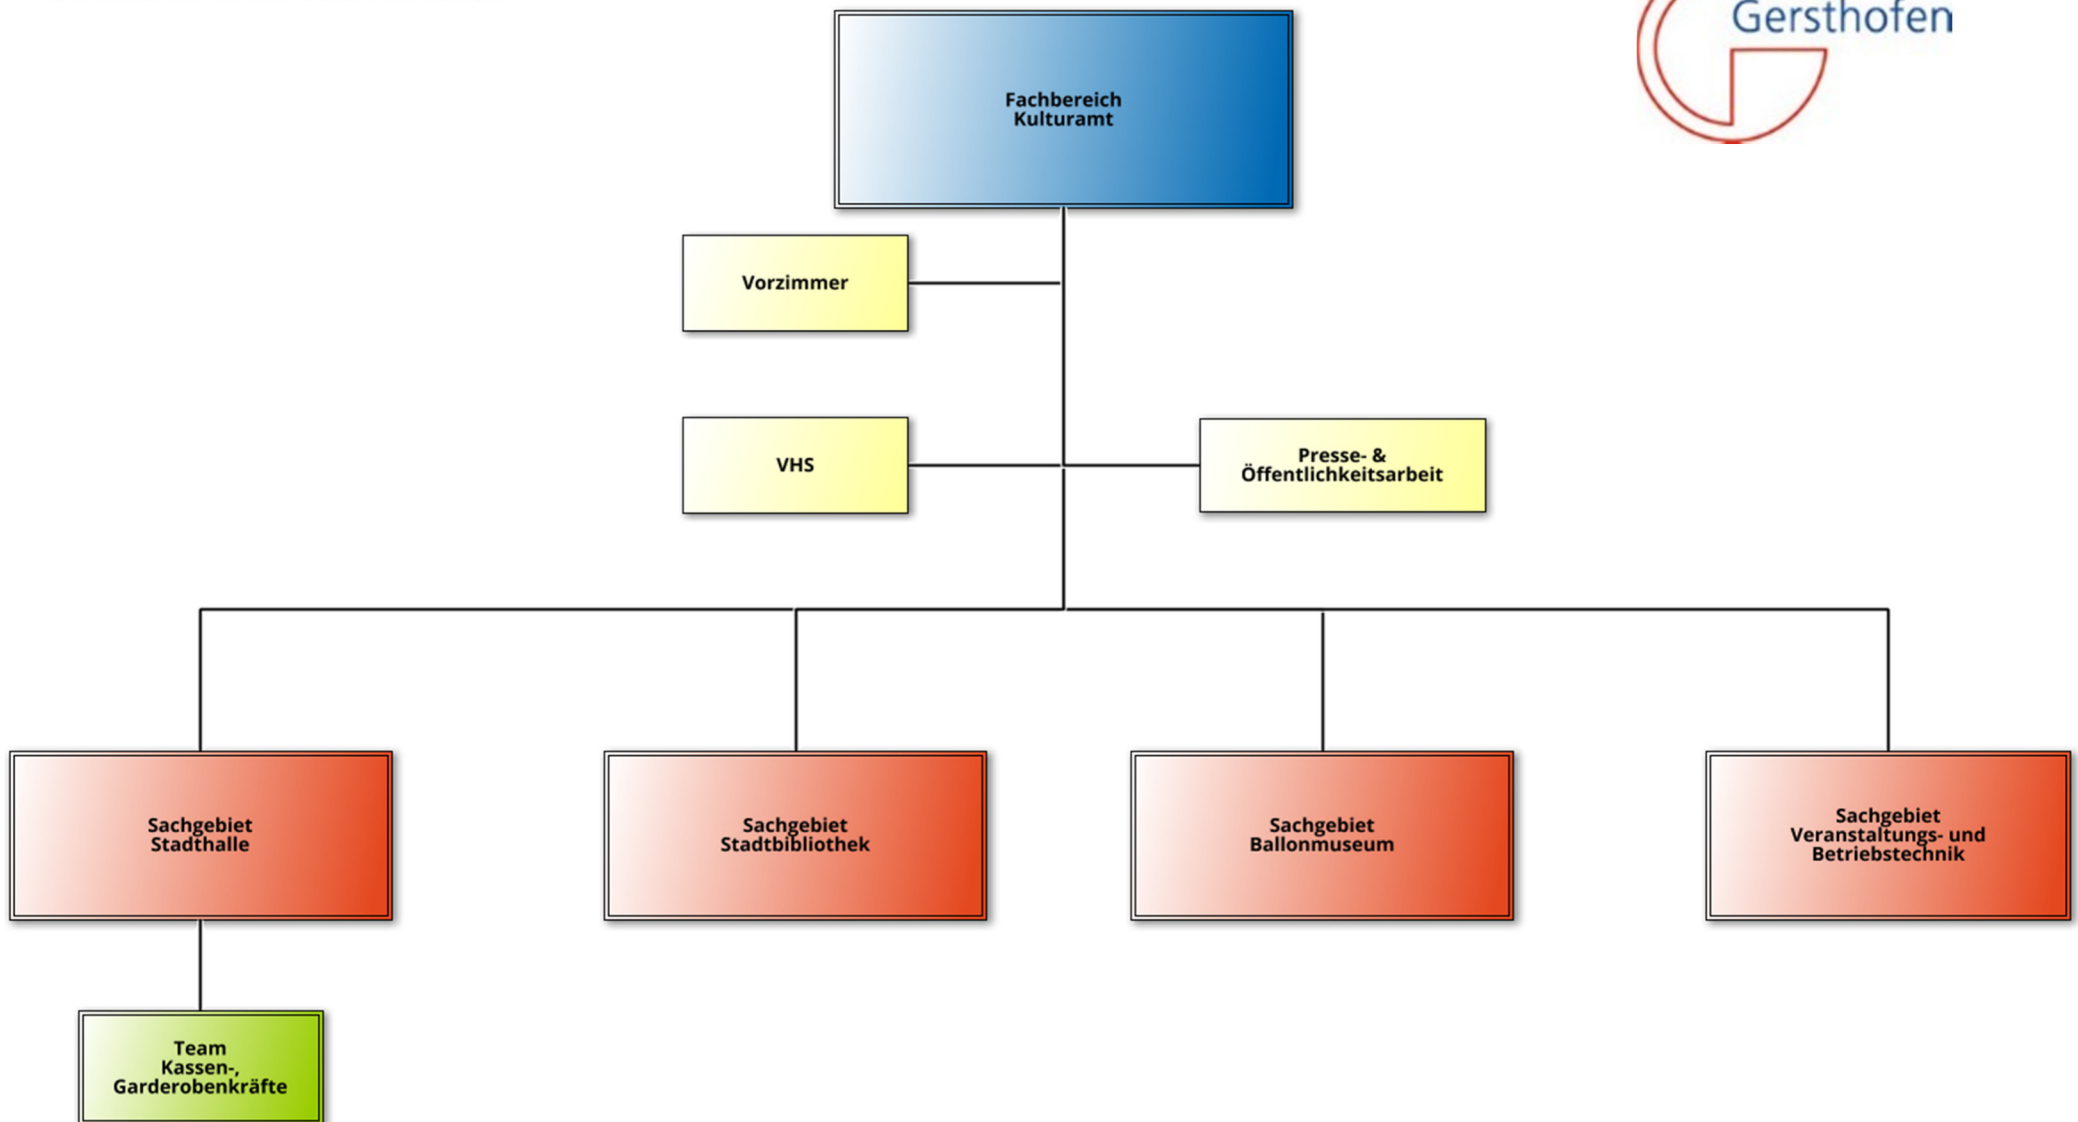 Gersthofen
Fachbereich
Kulturamt
Vorzimmer
VHS
Presse- &
Öffentlichkeitsarbeit
Sachgebiet
Stadthalle
Sachgebiet
Stadtbibliothek
Sachgebiet
Ballonmuseum
Sachgebiet
Veranstaltungs- und
Betriebstechnik
Team
Kassen-,
Garderobenkräfte